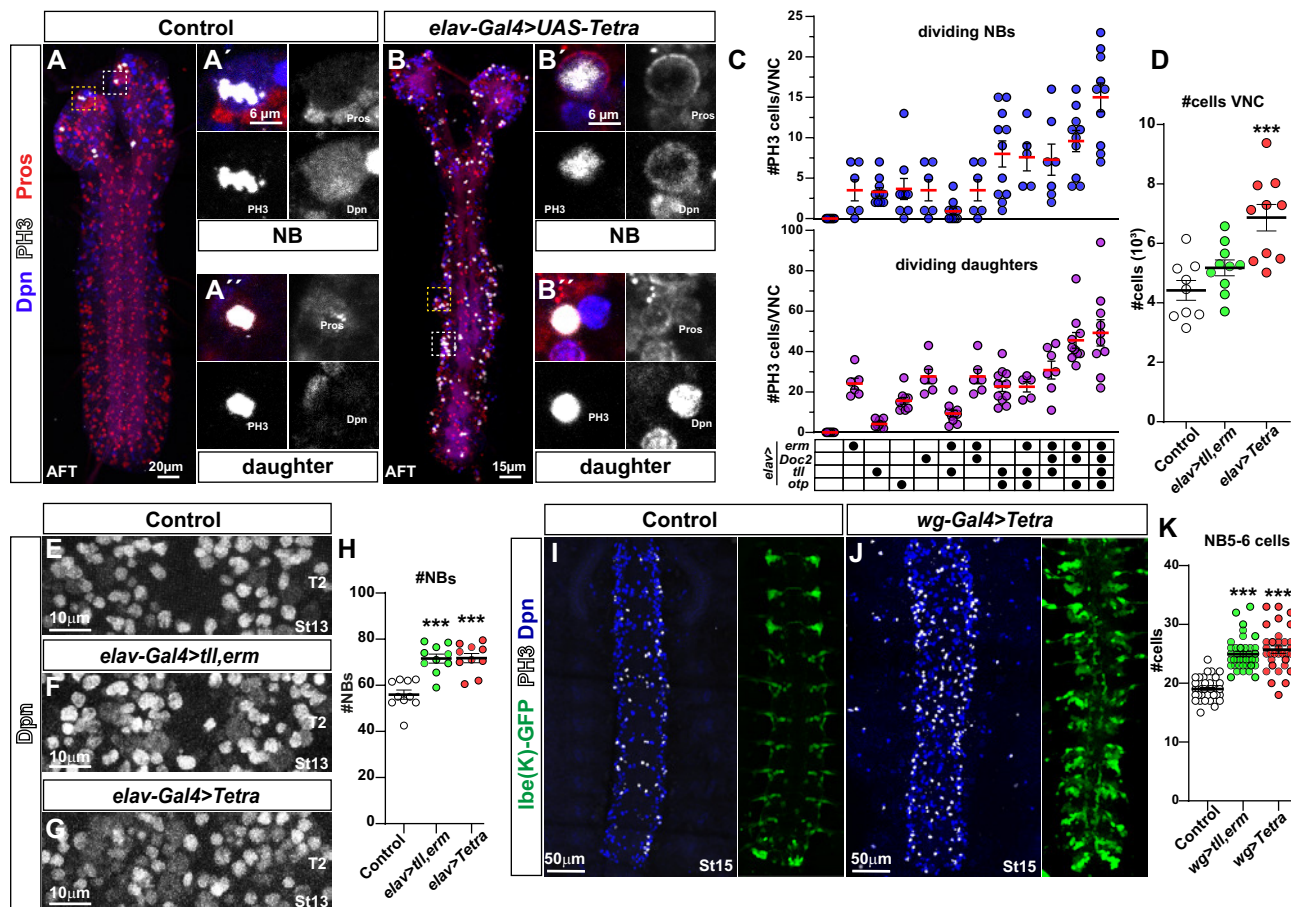 Control
elav-Gal4>UAS-Tetra
Dpn PH3 Pros
A
AFT
20μm
A′
6 μm
Pros
PH3
Dpn
NB
A′′
Pros
PH3
Dpn
daughter
B
AFT
15μm
B′
6 μm
Pros
PH3
Dpn
NB
B′′
Pros
PH3
Dpn
daughter
C
dividing NBs
#PH3 cells/VNC
25
20
15
10
5
0
dividing daughters
#PH3 cells/VNC
100
80
60
40
20
0
elav>
erm
Doc2
tll
otp
D
#cells VNC
***
#cells (10³)
10
8
6
4
2
0
Control
elav>tll,erm
elav>Tetra
Control
Dpn
E
T2
10μm
St13
elav-Gal4>tll,erm
F
T2
10μm
St13
elav-Gal4>Tetra
G
T2
10μm
St13
H
#NBs
*** ***
#NBs
100
80
60
40
20
0
Control
elav>tll,erm
elav>Tetra
Control
wg-Gal4>Tetra
lbe(K)-GFP PH3 Dpn
I
50μm
St15
J
50μm
St15
K
NB5-6 cells
*** ***
#cells
40
30
20
10
0
Control
wg>tll,erm
wg>Tetra